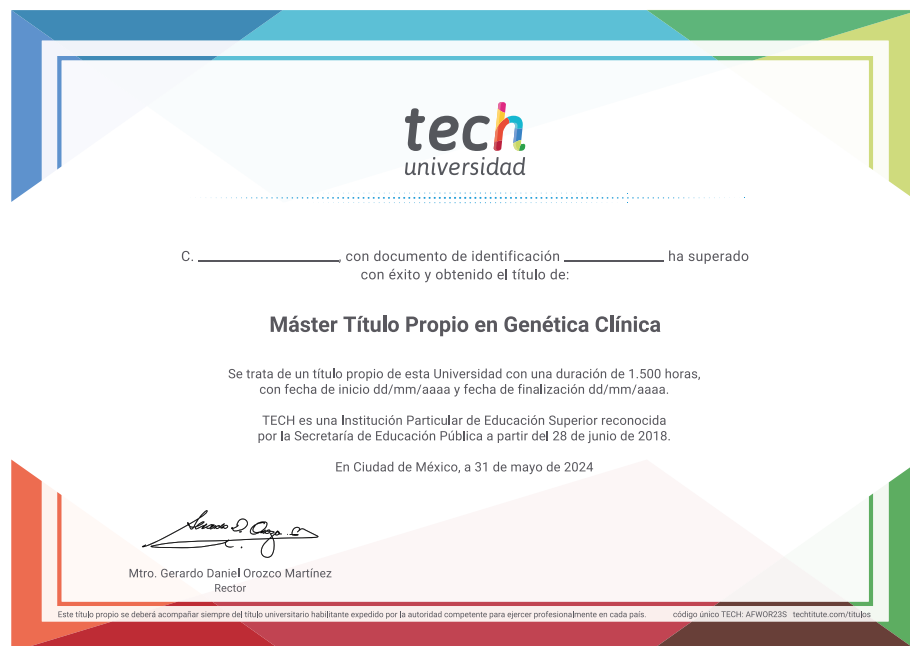 tech
universidad
C. ____________, con documento de identificación ____________ ha superado
con éxito y obtenido el título de:
Máster Título Propio en Genética Clínica
Se trata de un título propio de esta Universidad con una duración de 1.500 horas,
con fecha de inicio dd/mm/aaaa y fecha de finalización dd/mm/aaaa.
TECH es una Institución Particular de Educación Superior reconocida
por la Secretaría de Educación Pública a partir del 28 de junio de 2018.
En Ciudad de México, a 31 de mayo de 2024
Mtro. Gerardo Daniel Orozco Martínez
Rector
Este título propio se deberá acompañar siempre del título universitario habilitante expedido por la autoridad competente para ejercer profesionalmente en cada país. código único TECH: AFWOR23S techtitute.com/titulos